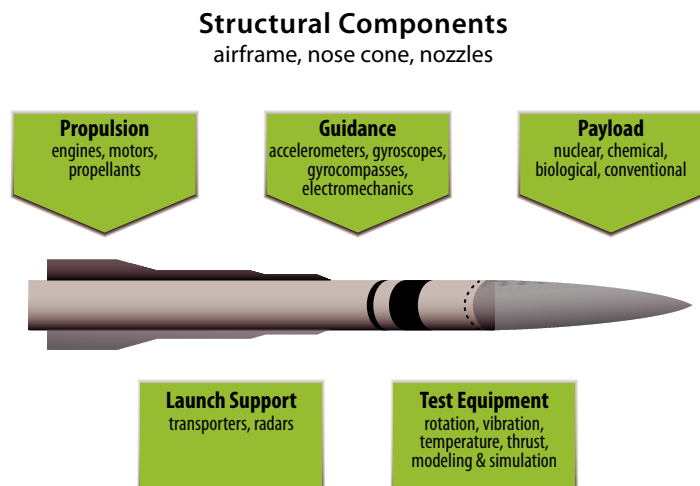 Structural Components
airframe, nose cone, nozzles
Propulsion
engines, motors,
propellants
Guidance
accelerometers, gyroscopes,
gyrocompasses,
electromechanics
Payload
nuclear, chemical,
biological, conventional
Launch Support
transporters, radars
Test Equipment
rotation, vibration,
temperature, thrust,
modeling & simulation